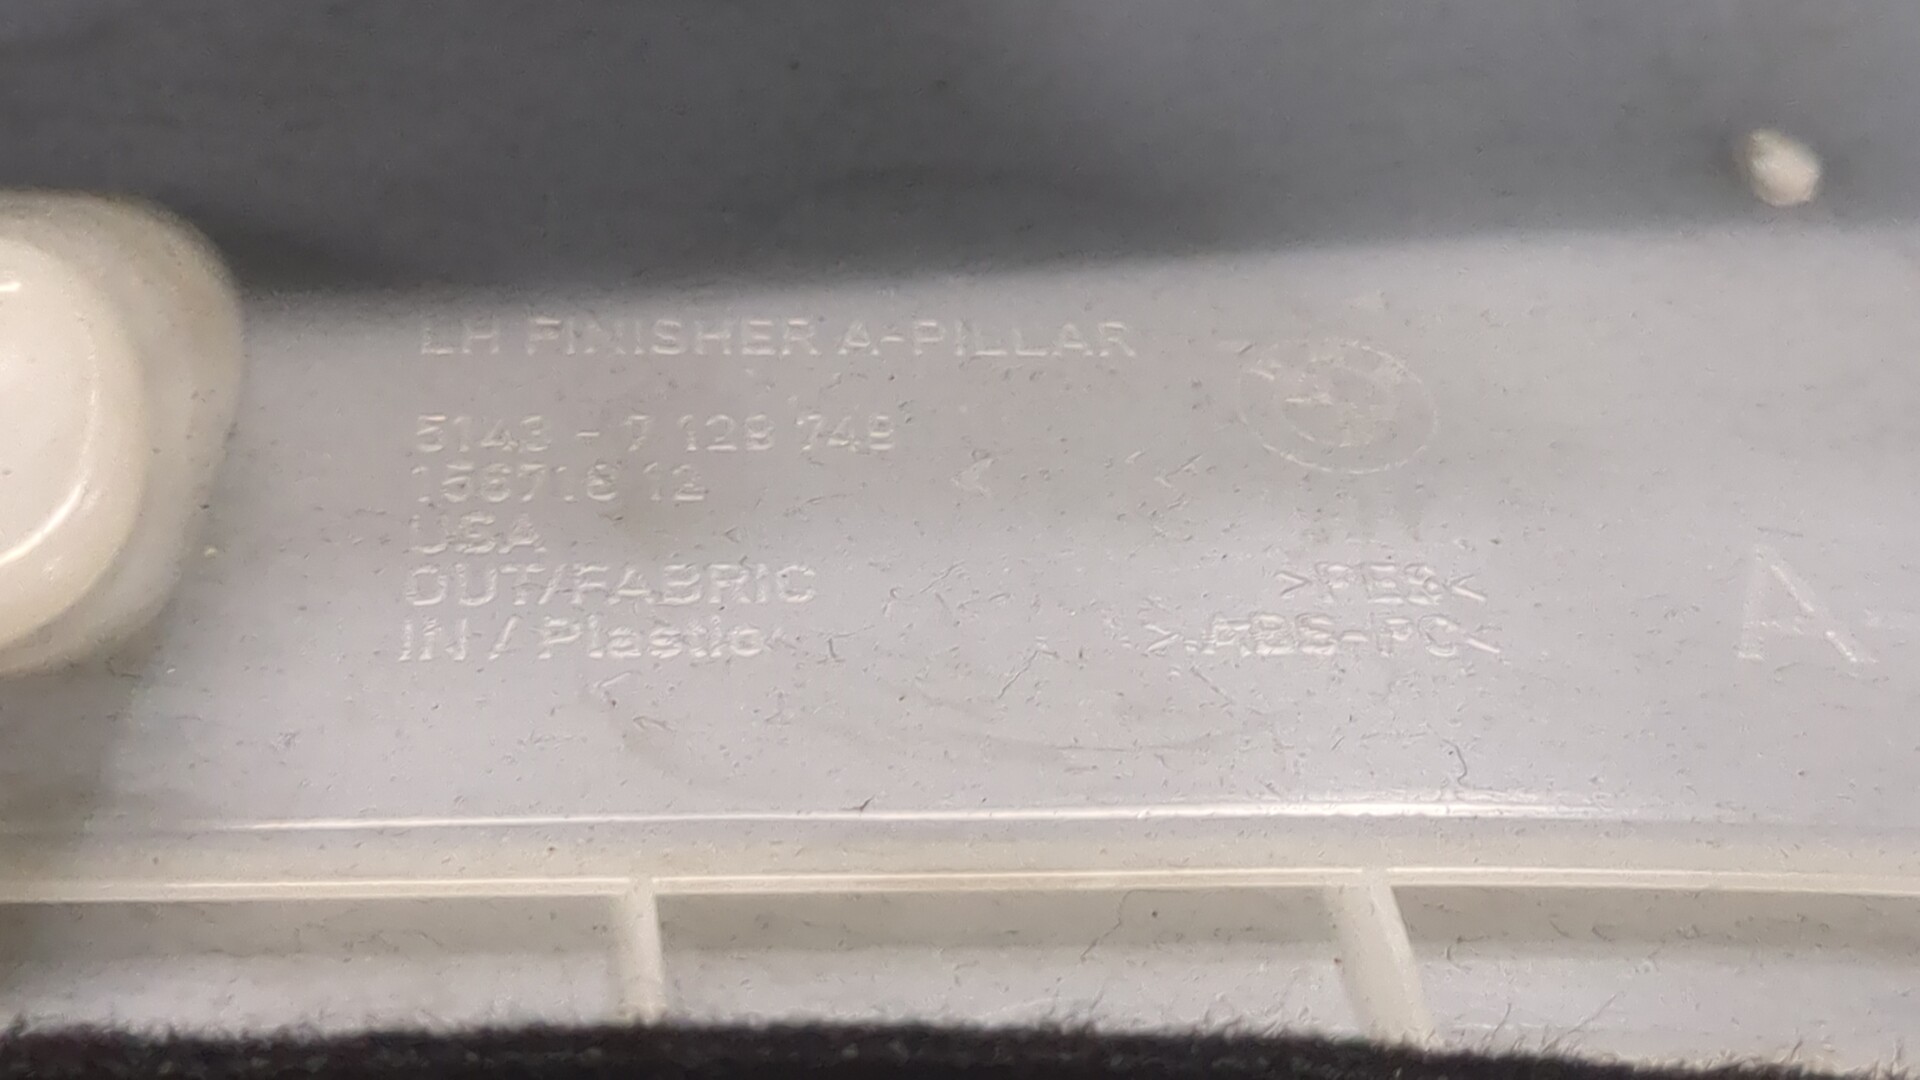 LH FINISHER A-PILLAR
5143 - 7 129 749
156716 12
USA
OUT/FABRIC >PES<
IN / Plastic >ABS-PC<
A-